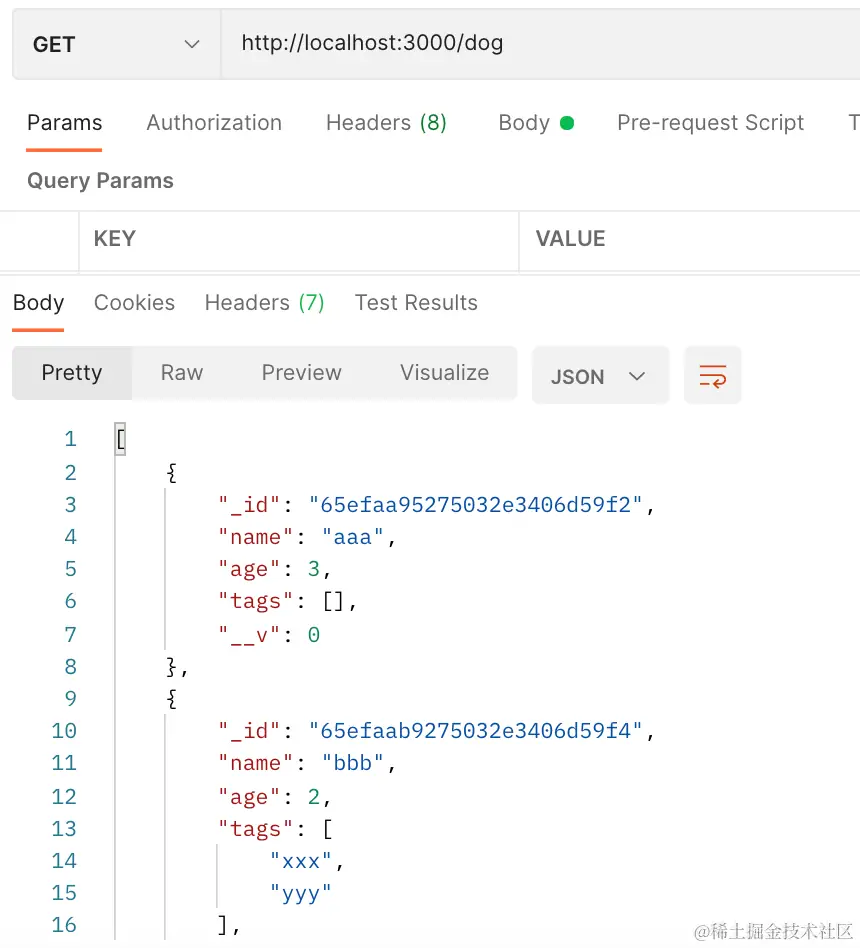 GET http://localhost:3000/dog
Params Authorization Headers (8) Body Pre-request Script T
Query Params
KEY VALUE
Body Cookies Headers (7) Test Results
Pretty Raw Preview Visualize JSON
1 [
2 {
3 "_id": "65efaa95275032e3406d59f2",
4 "name": "aaa",
5 "age": 3,
6 "tags": [],
7 "__v": 0
8 },
9 {
10 "_id": "65efaab9275032e3406d59f4",
11 "name": "bbb",
12 "age": 2,
13 "tags": [
14 "xxx",
15 "yyy"
16 ],
@稀土掘金技术社区